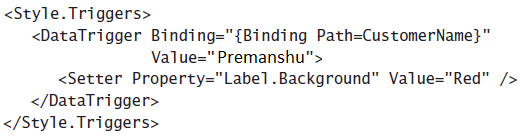 <Style.Triggers>
<DataTrigger Binding="{Binding Path=CustomerName}"
Value="Premanshu">
<Setter Property="Label.Background" Value="Red" />
</DataTrigger>
</Style.Triggers>